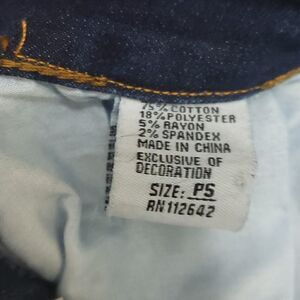 75% COTTON
18% POLYESTER
5% RAYON
2% SPANDEX
MADE IN CHINA
EXCLUSIVE OF
DECORATION
SIZE: PS
RN112642